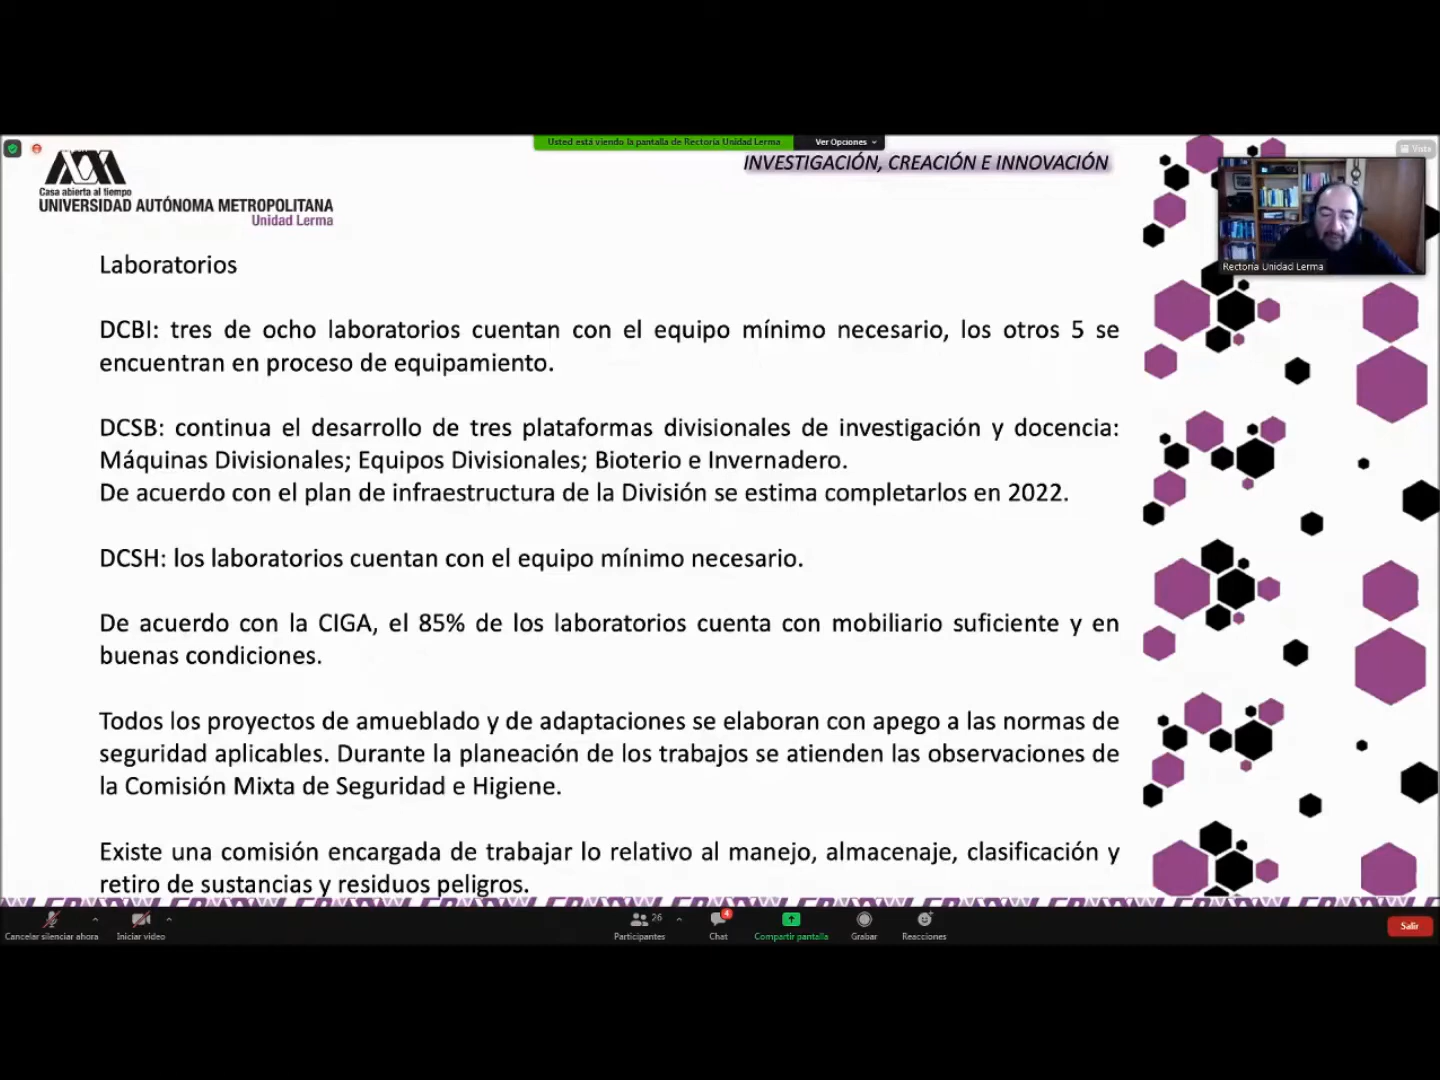 Usted está viendo la pantalla de Rectoría Unidad Lerma
Ver Opciones
Vista
INVESTIGACIÓN, CREACIÓN E INNOVACIÓN
Casa abierta al tiempo
UNIVERSIDAD AUTÓNOMA METROPOLITANA
Unidad Lerma
Rectoría Unidad Lerma
Laboratorios
DCBI: tres de ocho laboratorios cuentan con el equipo mínimo necesario, los otros 5 se
encuentran en proceso de equipamiento.
DCSB: continua el desarrollo de tres plataformas divisionales de investigación y docencia:
Máquinas Divisionales; Equipos Divisionales; Bioterio e Invernadero.
De acuerdo con el plan de infraestructura de la División se estima completarlos en 2022.
DCSH: los laboratorios cuentan con el equipo mínimo necesario.
De acuerdo con la CIGA, el 85% de los laboratorios cuenta con mobiliario suficiente y en
buenas condiciones.
Todos los proyectos de amueblado y de adaptaciones se elaboran con apego a las normas de
seguridad aplicables. Durante la planeación de los trabajos se atienden las observaciones de
la Comisión Mixta de Seguridad e Higiene.
Existe una comisión encargada de trabajar lo relativo al manejo, almacenaje, clasificación y
retiro de sustancias y residuos peligros.
Cancelar silenciar ahora
Iniciar video
26
Participantes
4
Chat
Compartir pantalla
Grabar
Reacciones
Salir